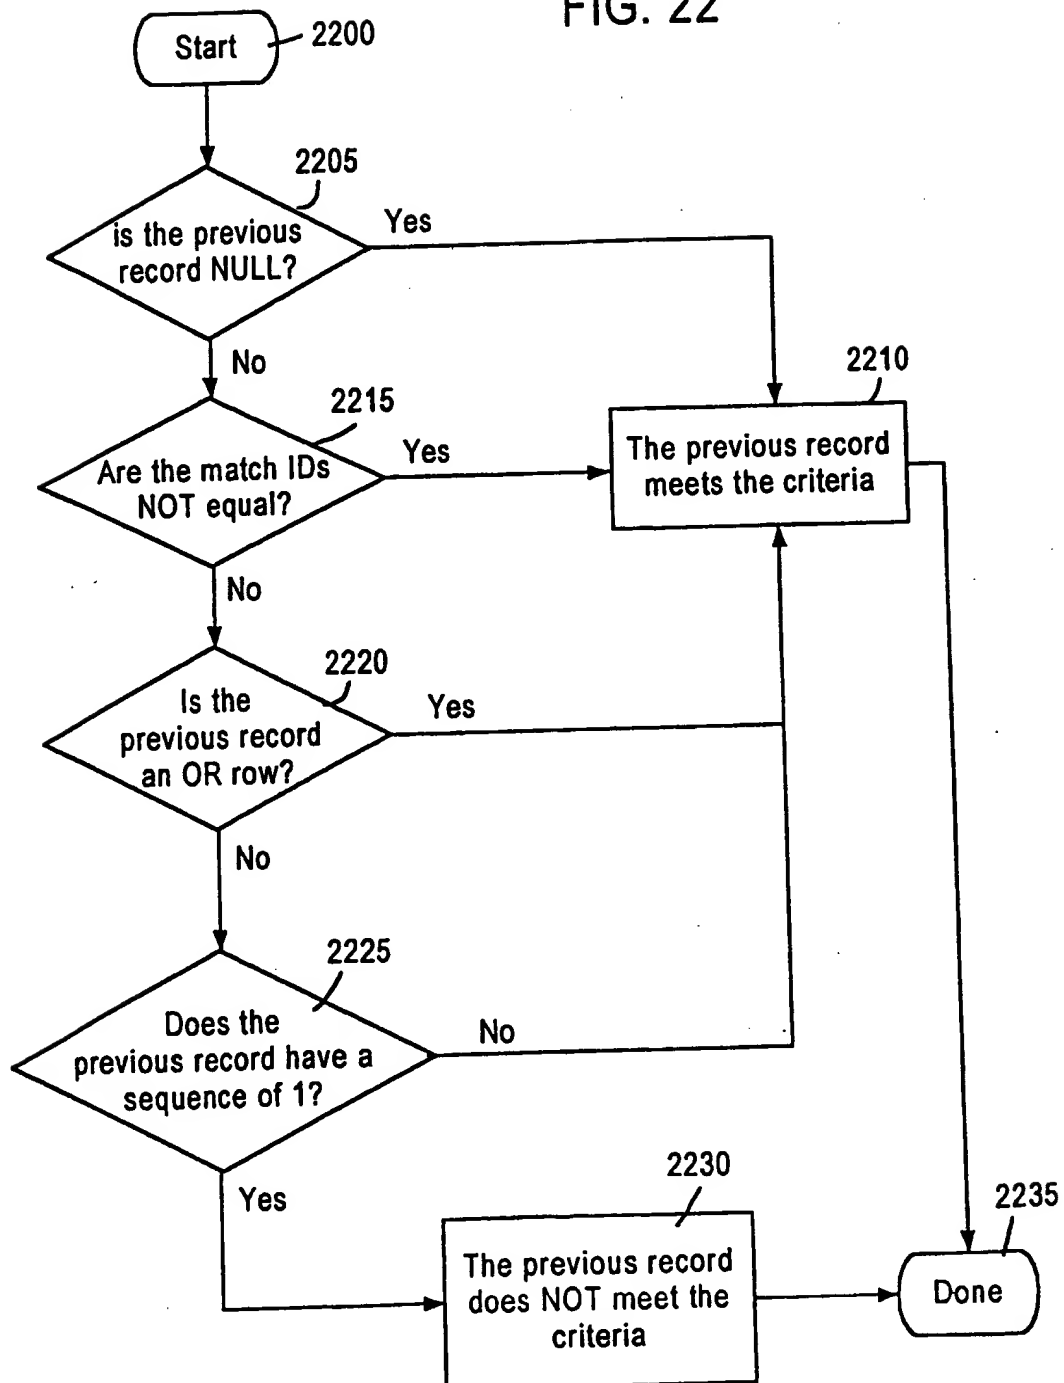 FIG. 22
Start
2200
2205
is the previous
record NULL?
Yes
No
2210
2215
The previous record
meets the criteria
Are the match IDs
NOT equal?
Yes
No
2220
Is the
previous record
an OR row?
Yes
No
2225
Does the
previous record have a
sequence of 1?
No
Yes
2230
The previous record
does NOT meet the
criteria
2235
Done